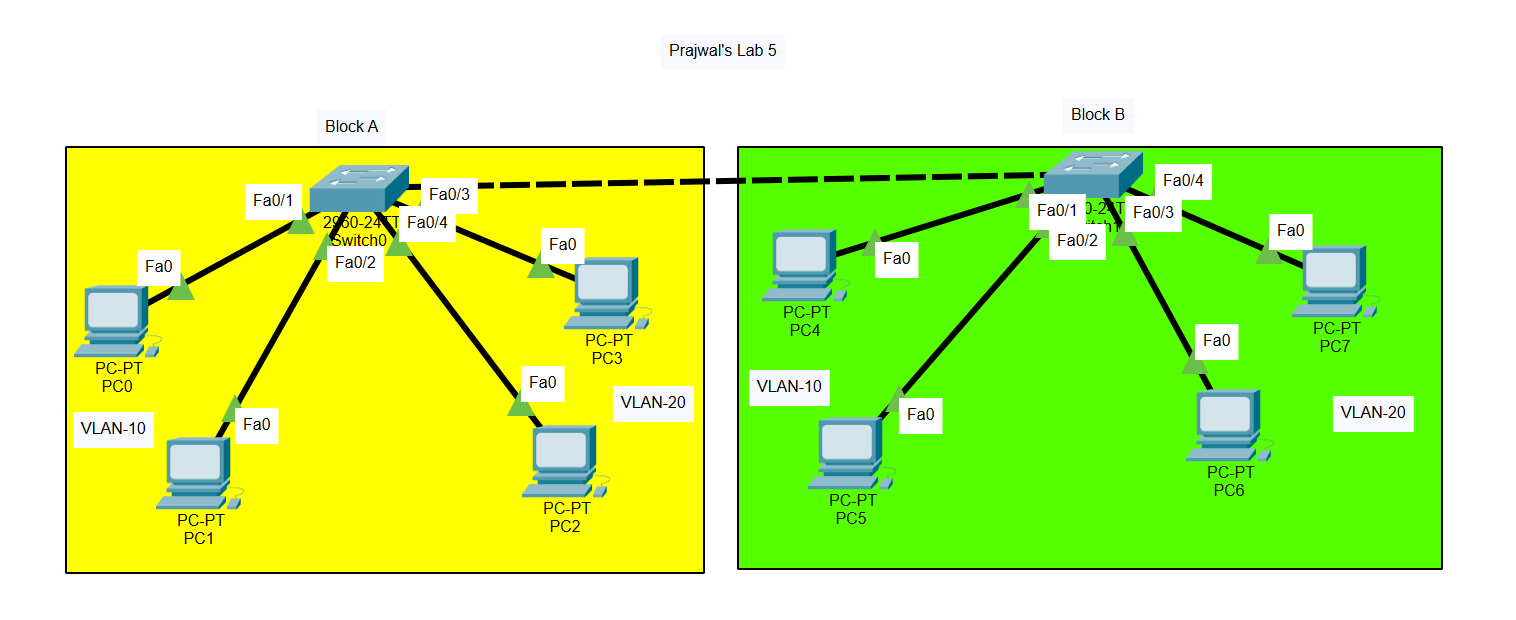 Prajwal's Lab 5
Block A
Block B
Fa0/1
Fa0/3
Fa0/4
2960-24TT
Switch0
Fa0/2
Fa0
Fa0
PC-PT
PC0
PC-PT
PC3
VLAN-10
Fa0
Fa0
VLAN-20
PC-PT
PC1
PC-PT
PC2
Fa0/4
Fa0/1
Fa0/3
Fa0/2
Fa0
Fa0
PC-PT
PC4
PC-PT
PC7
VLAN-10
Fa0
Fa0
VLAN-20
PC-PT
PC5
PC-PT
PC6